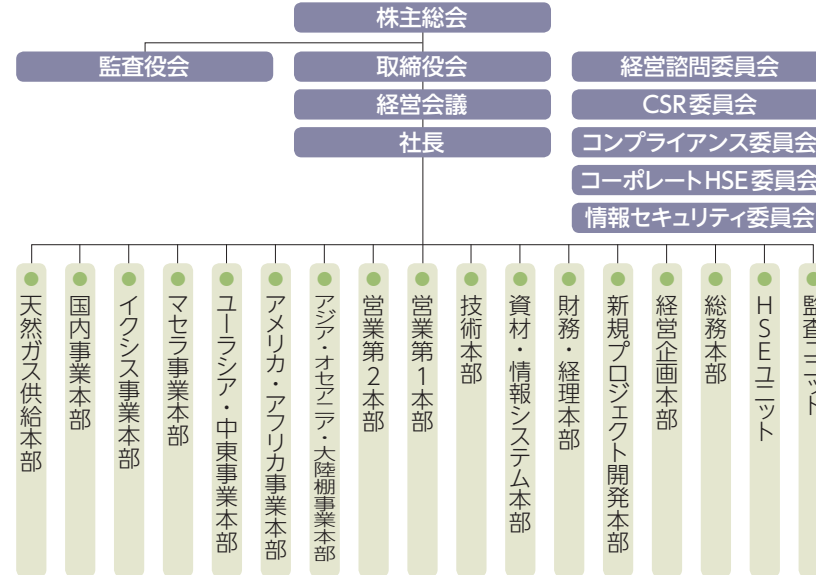 株主総会
監査役会
取締役会
経営諮問委員会
経営会議
CSR委員会
社長
コンプライアンス委員会
コーポレートHSE委員会
情報セキュリティ委員会
天然ガス供給本部
国内事業本部
イクシス事業本部
マセラ事業本部
ユーラシア・中東事業本部
アメリカ・アフリカ事業本部
アジア・オセアニア・大陸棚事業本部
営業第2本部
営業第1本部
技術本部
資材・情報システム本部
財務・経理本部
新規プロジェクト開発本部
経営企画本部
総務本部
HSEユニット
監査ユニット